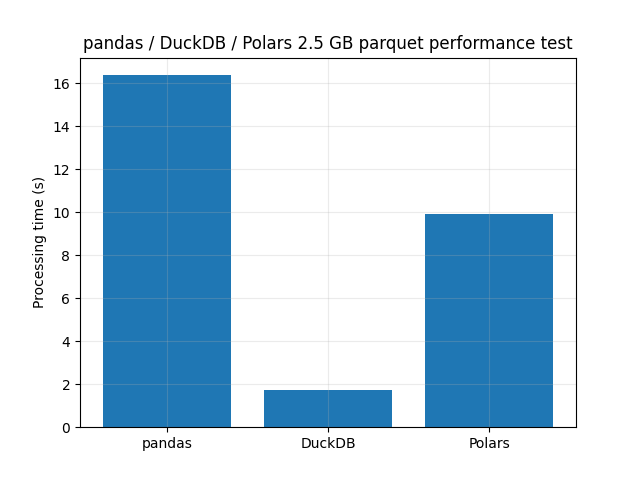 pandas / DuckDB / Polars 2.5 GB parquet performance test
Processing time (s)
16
14
12
10
8
6
4
2
0
pandas
DuckDB
Polars